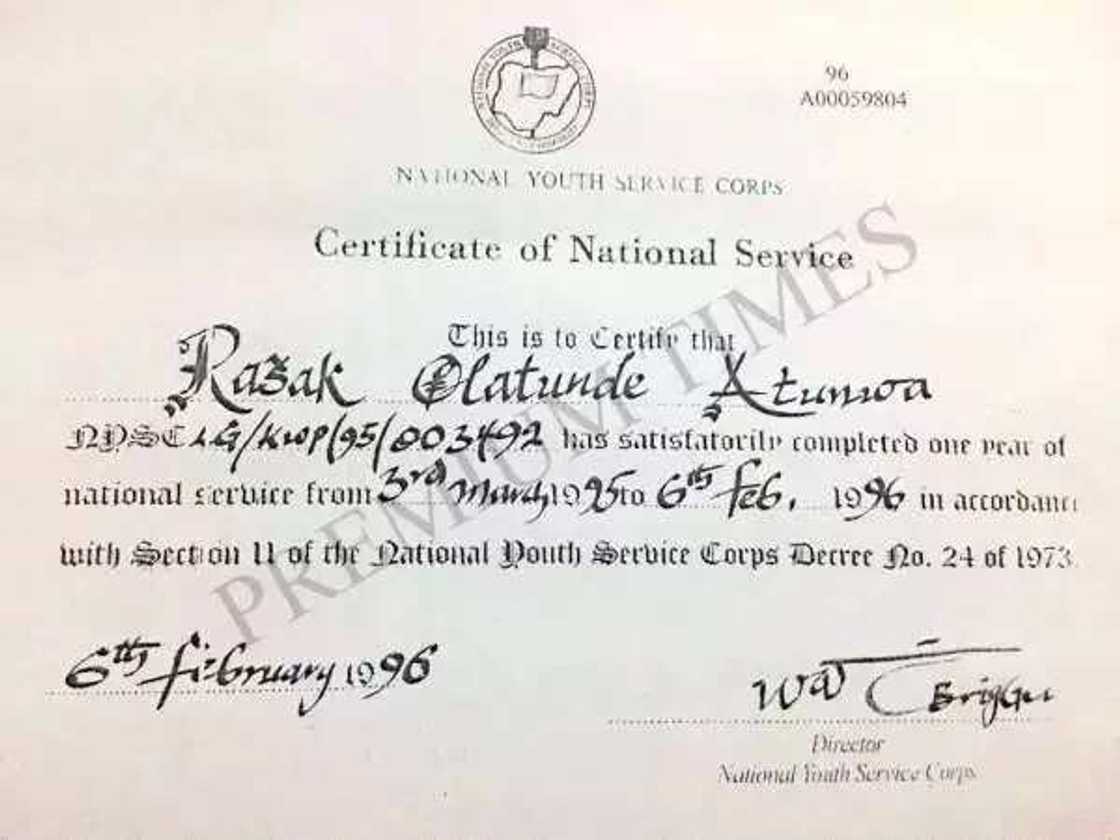 96
A00059804
NATIONAL YOUTH SERVICE CORPS
Certificate of National Service
This is to Certify that
Razak Olatunde Atunwa
NYSC LG/KWP/95/803492 has satisfatorily completed one year of
national service from 3rd March 1995 to 6th Feb. 1996 in accordanc
with Section 11 of the National Youth Service Corps Decree No. 24 of 1973
6th February 1996
Director
National Youth Service Corps
PREMIUM TIMES